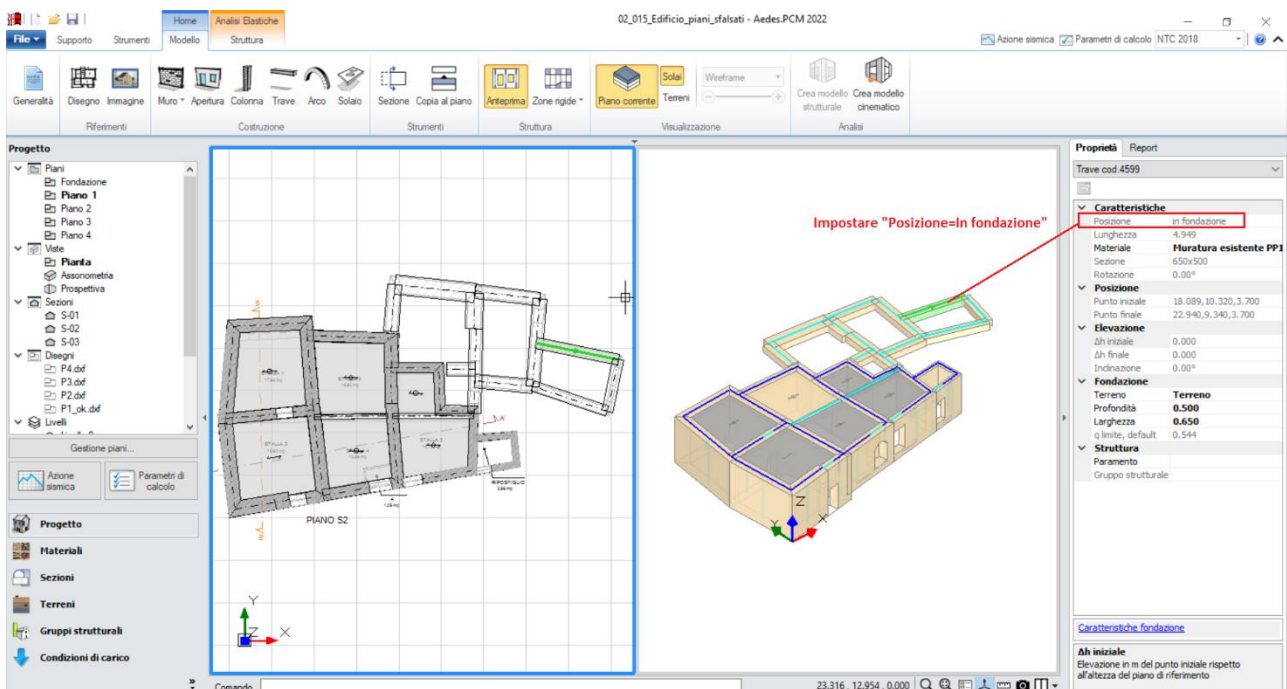 02_015_Edificio_piani_sfalsati - Aedes.PCM 2022
Home
Analisi Elastiche
File
Supporto
Strumenti
Modello
Struttura
Azione sismica
Parametri di calcolo
NTC 2018
Generalità
Disegno
Immagine
Muro
Apertura
Colonna
Trave
Arco
Solaio
Sezione
Copia al piano
Anteprima
Zone rigide
Piano corrente
Solai
Terreni
Wireframe
Crea modello strutturale
Crea modello cinematico
Riferimenti
Costruzione
Strumenti
Struttura
Visualizzazione
Analisi
Progetto
Piani
Fondazione
Piano 1
Piano 2
Piano 3
Piano 4
Viste
Pianta
Assonometria
Prospettiva
Sezioni
S-01
S-02
S-03
Disegni
P4.dxf
P3.dxf
P2.dxf
P1_ok.dxf
Livelli
Gestione piani...
Azione sismica
Parametri di calcolo
Progetto
Materiali
Sezioni
Terreni
Gruppi strutturali
Condizioni di carico
RIPOSTIGLIO
PIANO S2
Y
Z
X
Impostare "Posizione=In fondazione"
Z
Y
X
Comando
23.316 , 12.954 , 0.000
Proprietà
Report
Trave cod.4599
Caratteristiche
Posizione in fondazione
Lunghezza 4.949
Materiale Muratura esistente PP1
Sezione 650x500
Rotazione 0.00°
Posizione
Punto iniziale 18.089,10.320,3.700
Punto finale 22.940,9.340,3.700
Elevazione
Δh iniziale 0.000
Δh finale 0.000
Indinazione 0.00°
Fondazione
Terreno Terreno
Profondità 0.500
Larghezza 0.650
q limite, default 0.544
Struttura
Paramento
Gruppo strutturale
Caratteristiche fondazione
Δh iniziale
Elevazione in m del punto iniziale rispetto
all'altezza del piano di riferimento